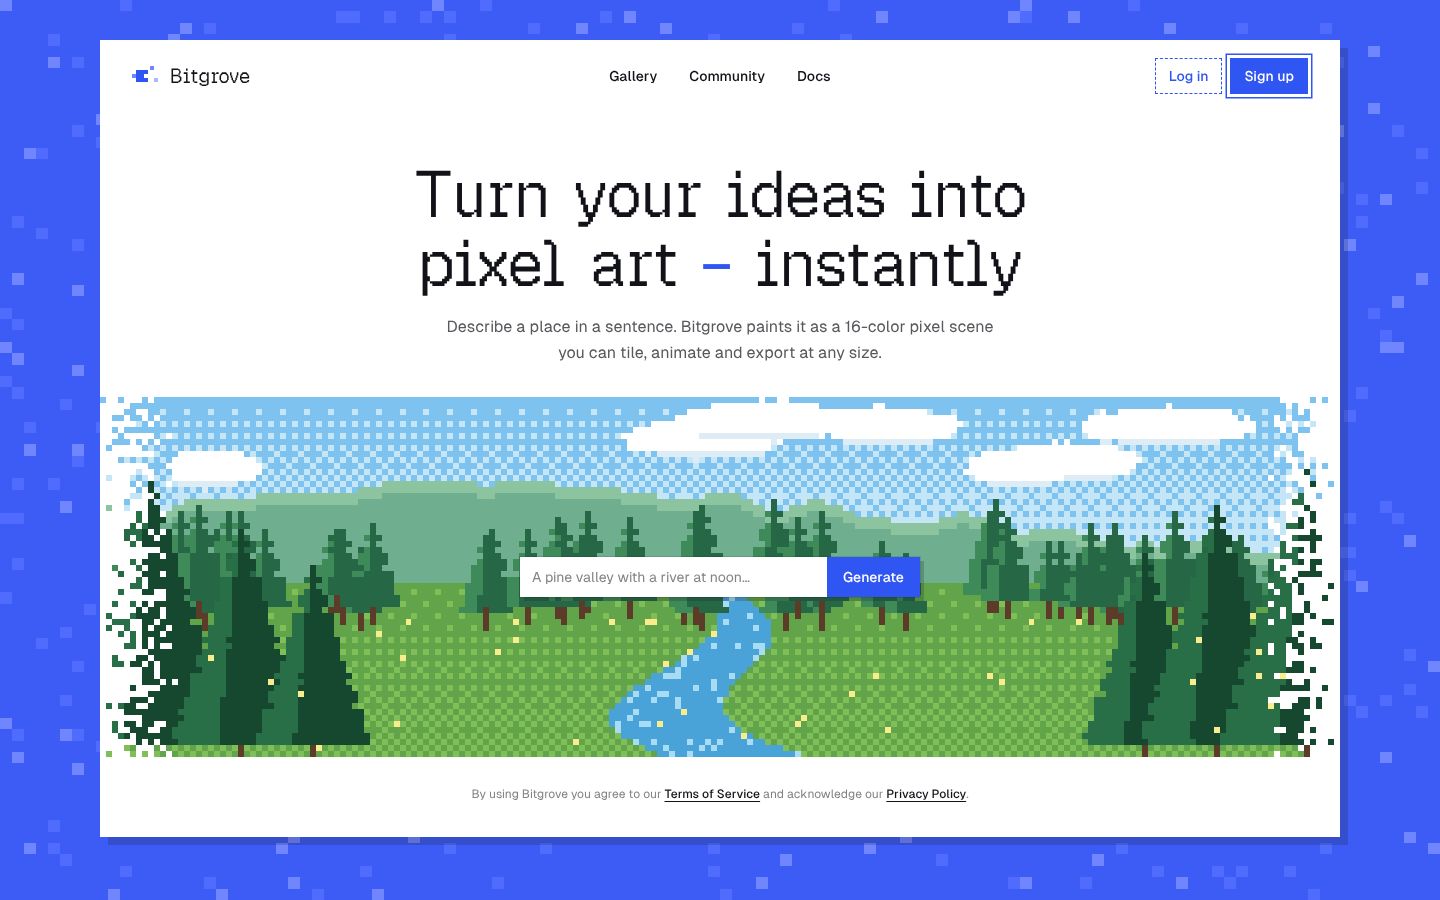 Bitgrove
Gallery Community Docs
Log in Sign up
Turn your ideas into
pixel art – instantly
Describe a place in a sentence. Bitgrove paints it as a 16-color pixel scene
you can tile, animate and export at any size.
A pine valley with a river at noon... Generate
By using Bitgrove you agree to our Terms of Service and acknowledge our Privacy Policy.